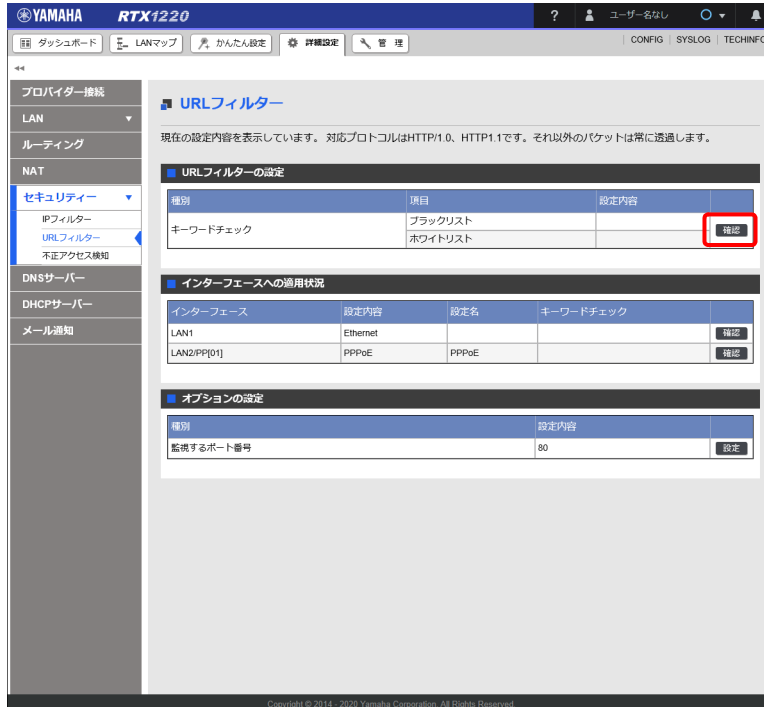 YAMAHA RTX1220 ? ユーザー名なし
ダッシュボード LANマップ かんたん設定 詳細設定 管 理 CONFIG SYSLOG TECHINFO
プロバイダー接続
LAN
ルーティング
NAT
セキュリティー
IPフィルター
URLフィルター
不正アクセス検知
DNSサーバー
DHCPサーバー
メール通知
URLフィルター
現在の設定内容を表示しています。 対応プロトコルはHTTP/1.0、HTTP1.1です。それ以外のパケットは常に透過します。
URLフィルターの設定
種別 項目 設定内容
キーワードチェック ブラックリスト 確認
ホワイトリスト
インターフェースへの適用状況
インターフェース 設定内容 設定名 キーワードチェック
LAN1 Ethernet 確認
LAN2/PP[01] PPPoE PPPoE 確認
オプションの設定
種別 設定内容
監視するポート番号 80 設定
Copyright © 2014 - 2020 Yamaha Corporation. All Rights Reserved.